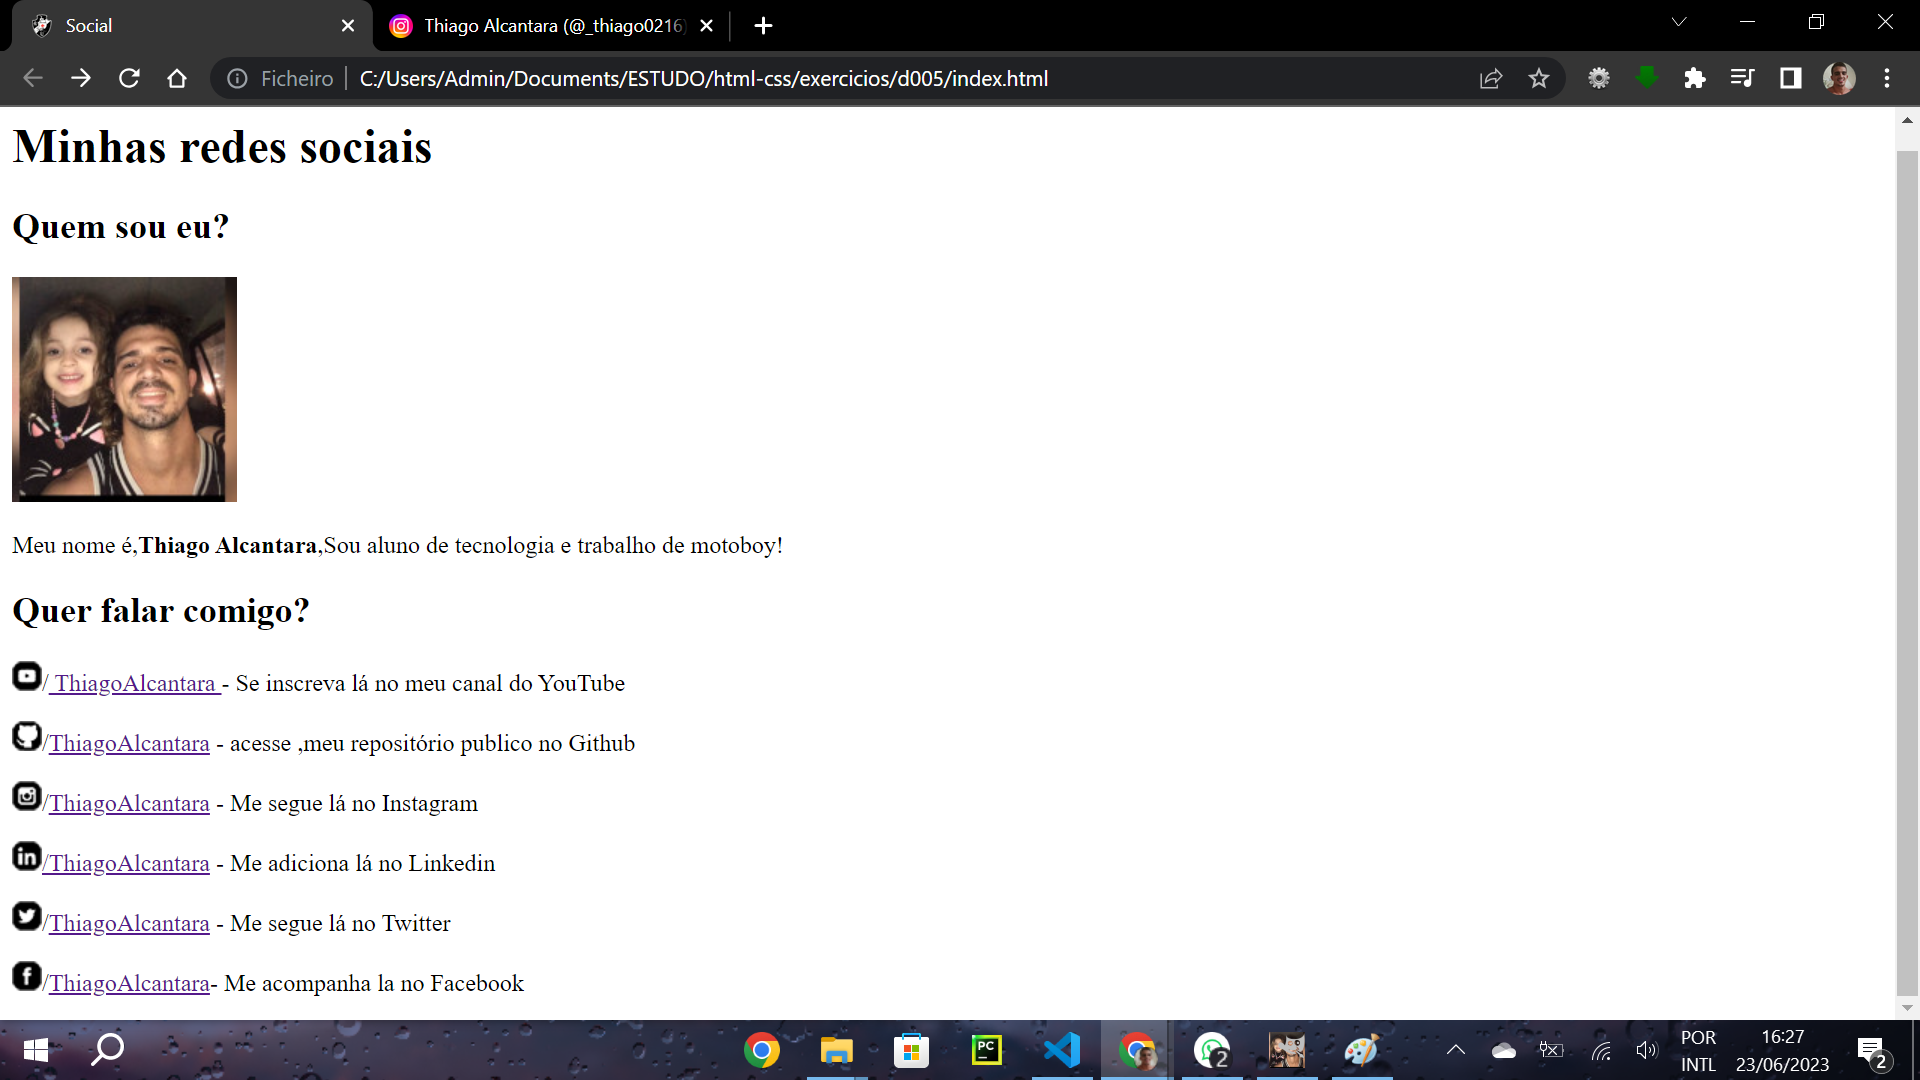 Social
Thiago Alcantara (@_thiago0216)
Ficheiro
C:/Users/Admin/Documents/ESTUDO/html-css/exercicios/d005/index.html
Minhas redes sociais
Quem sou eu?
Meu nome é,Thiago Alcantara,Sou aluno de tecnologia e trabalho de motoboy!
Quer falar comigo?
/ ThiagoAlcantara - Se inscreva lá no meu canal do YouTube
/ThiagoAlcantara - acesse ,meu repositório publico no Github
/ThiagoAlcantara - Me segue lá no Instagram
in /ThiagoAlcantara - Me adiciona lá no Linkedin
/ThiagoAlcantara - Me segue lá no Twitter
f /ThiagoAlcantara- Me acompanha la no Facebook
PC
2
POR
INTL
16:27
23/06/2023
2